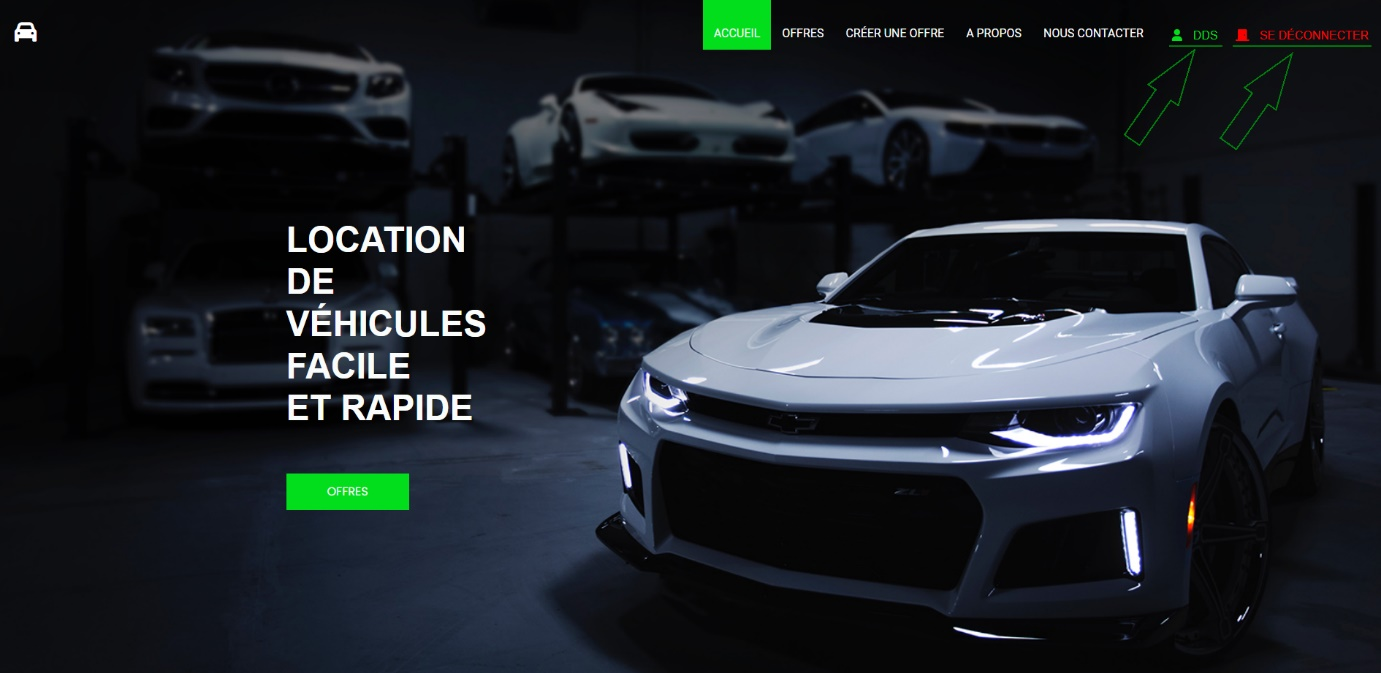 ACCUEIL OFFRES CRÉER UNE OFFRE A PROPOS NOUS CONTACTER DDS SE DÉCONNECTER
LOCATION
DE
VÉHICULES
FACILE
ET RAPIDE
OFFRES